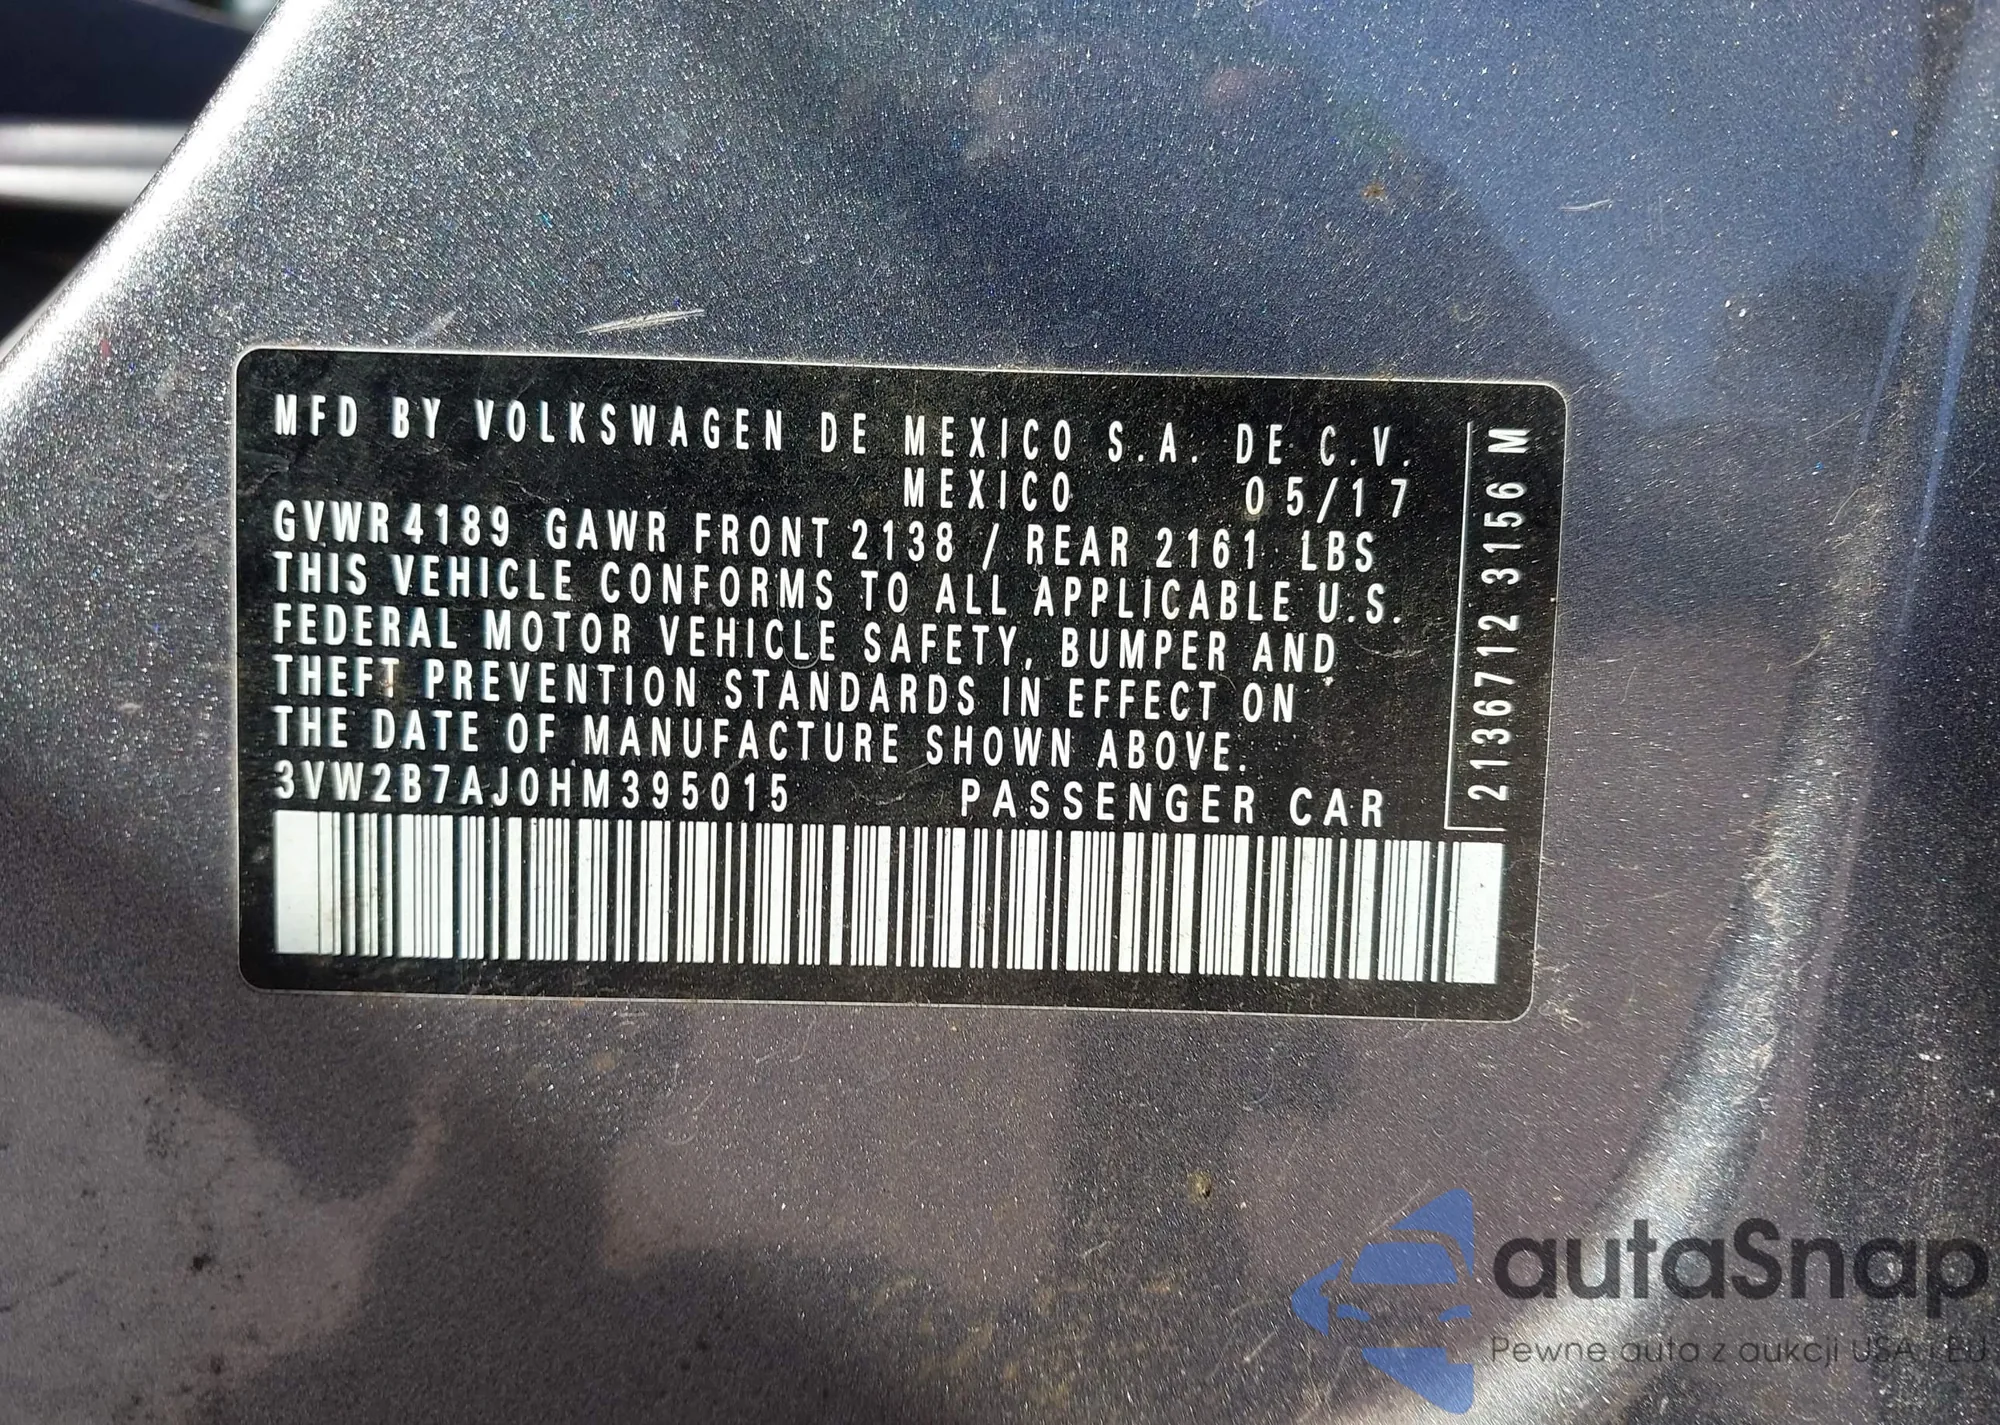 MFD BY VOLKSWAGEN DE MEXICO S.A. DE C.V.
MEXICO 05/17
GVWR 4189 GAWR FRONT 2138 / REAR 2161 LBS
THIS VEHICLE CONFORMS TO ALL APPLICABLE U.S.
FEDERAL MOTOR VEHICLE SAFETY, BUMPER AND
THEFT PREVENTION STANDARDS IN EFFECT ON
THE DATE OF MANUFACTURE SHOWN ABOVE.
3VW2B7AJ0HM395015 PASSENGER CAR
2136712 3156 M
autaSnap
Pewne auta z aukcji USA i EU